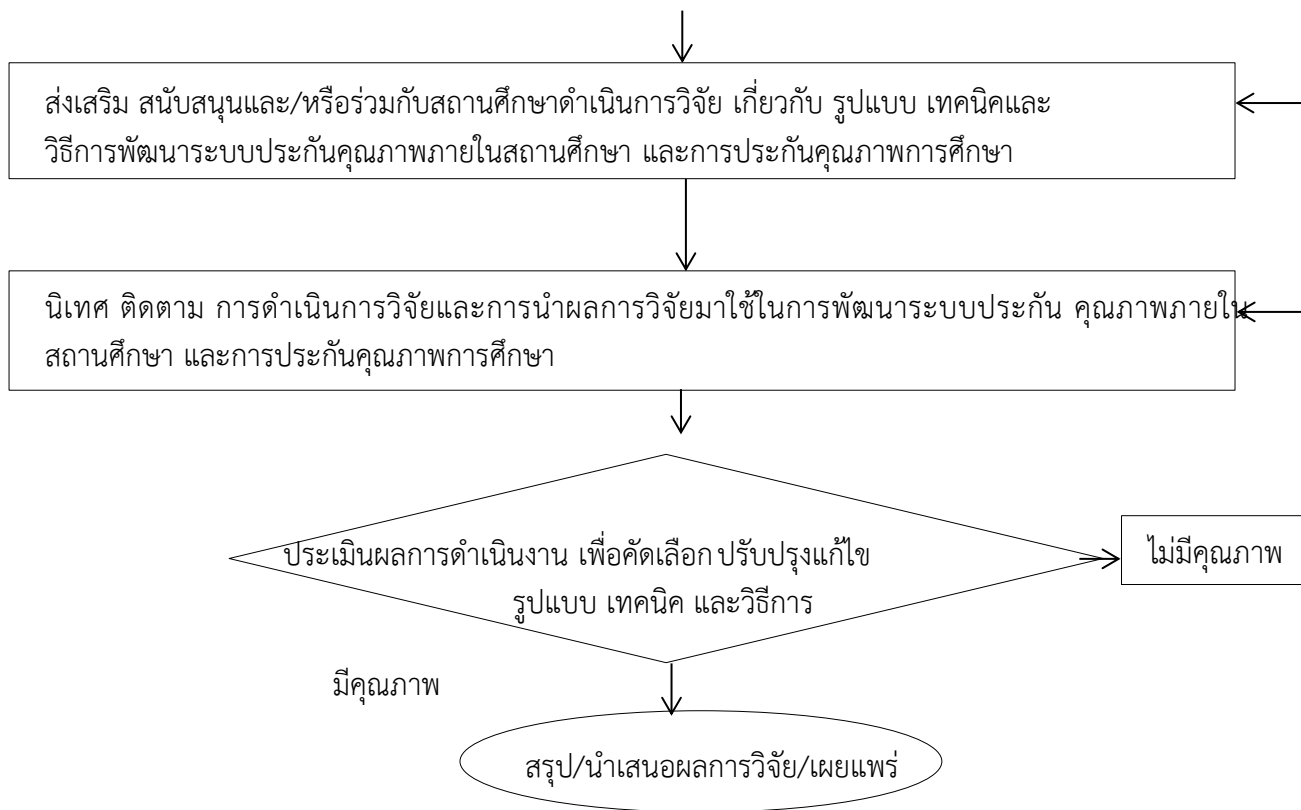 ส่งเสริม สนับสนุนและ/หรือร่วมกับสถานศึกษาดำเนินการวิจัย เกี่ยวกับ รูปแบบ เทคนิคและ
วิธีการพัฒนาระบบประกันคุณภาพภายในสถานศึกษา และการประกันคุณภาพการศึกษา
นิเทศ ติดตาม การดำเนินการวิจัยและการนำผลการวิจัยมาใช้ในการพัฒนาระบบประกัน คุณภาพภายใน
สถานศึกษา และการประกันคุณภาพการศึกษา
ประเมินผลการดำเนินงาน เพื่อคัดเลือก ปรับปรุงแก้ไข
รูปแบบ เทคนิค และวิธีการ
ไม่มีคุณภาพ
มีคุณภาพ
สรุป/นำเสนอผลการวิจัย/เผยแพร่